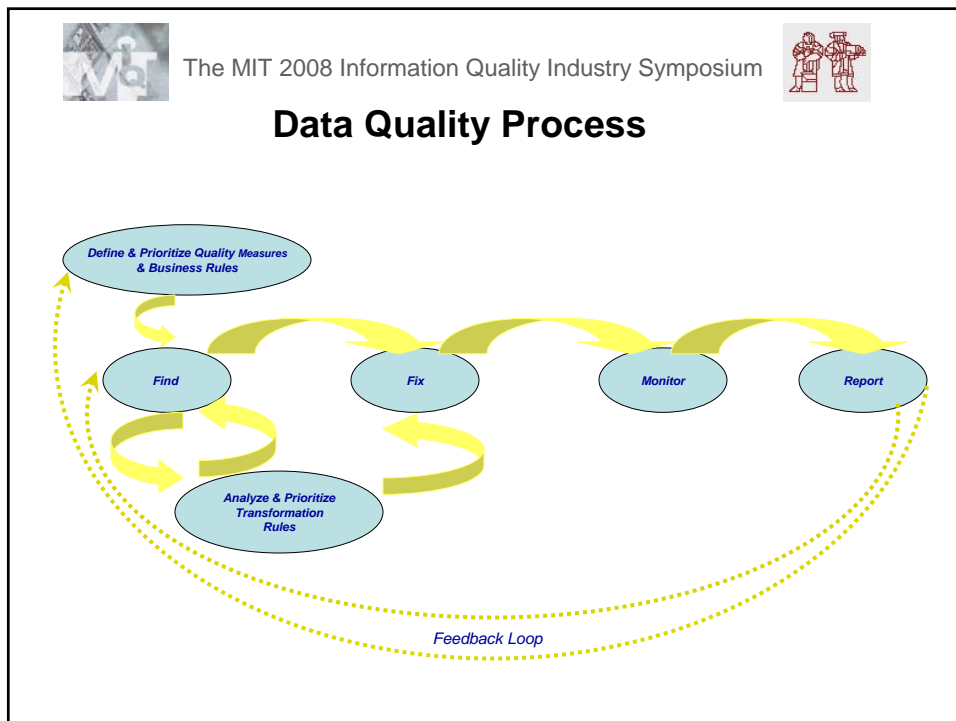 The MIT 2008 Information Quality Industry Symposium
Data Quality Process
Define & Prioritize Quality Measures
& Business Rules
Find
Fix
Monitor
Report
Analyze & Prioritize
Transformation
Rules
Feedback Loop